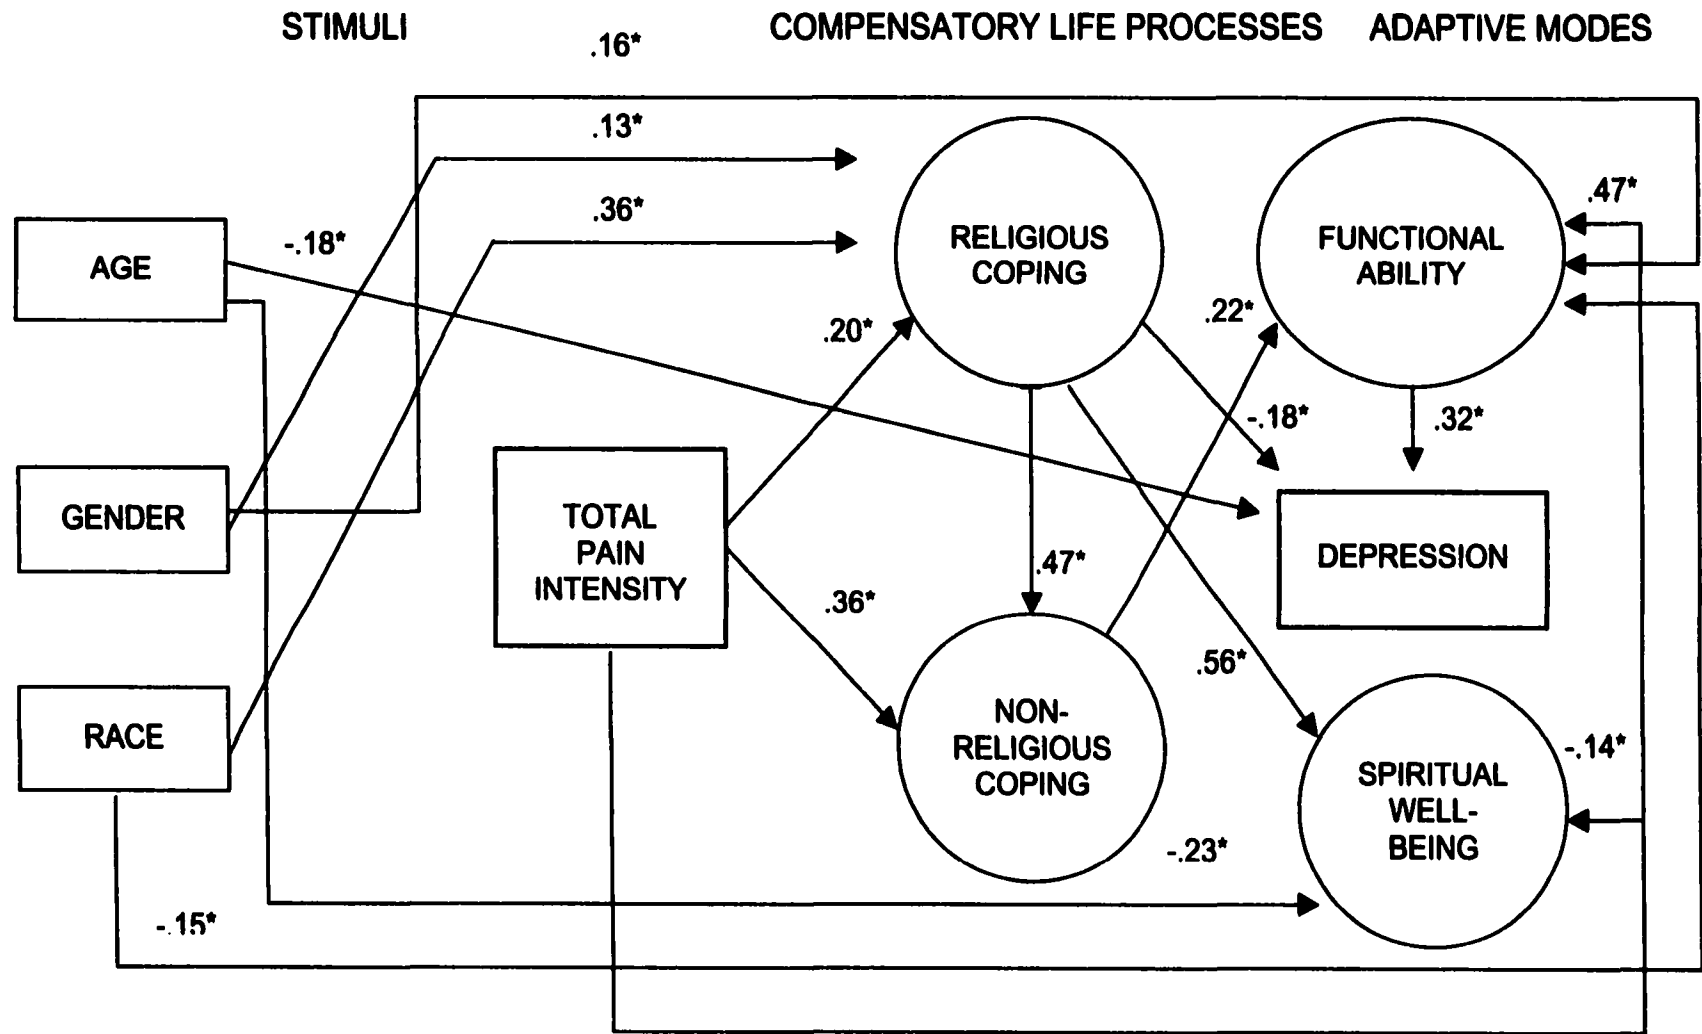 STIMULI
COMPENSATORY LIFE PROCESSES
ADAPTIVE MODES
.16*
.13*
.36*
.47*
AGE
-.18*
RELIGIOUS
COPING
FUNCTIONAL
ABILITY
.20*
.22*
-.18*
.32*
GENDER
TOTAL
PAIN
INTENSITY
DEPRESSION
.47*
.36*
.56*
RACE
NON-
RELIGIOUS
COPING
-.14*
SPIRITUAL
WELL-
BEING
-.23*
-.15*